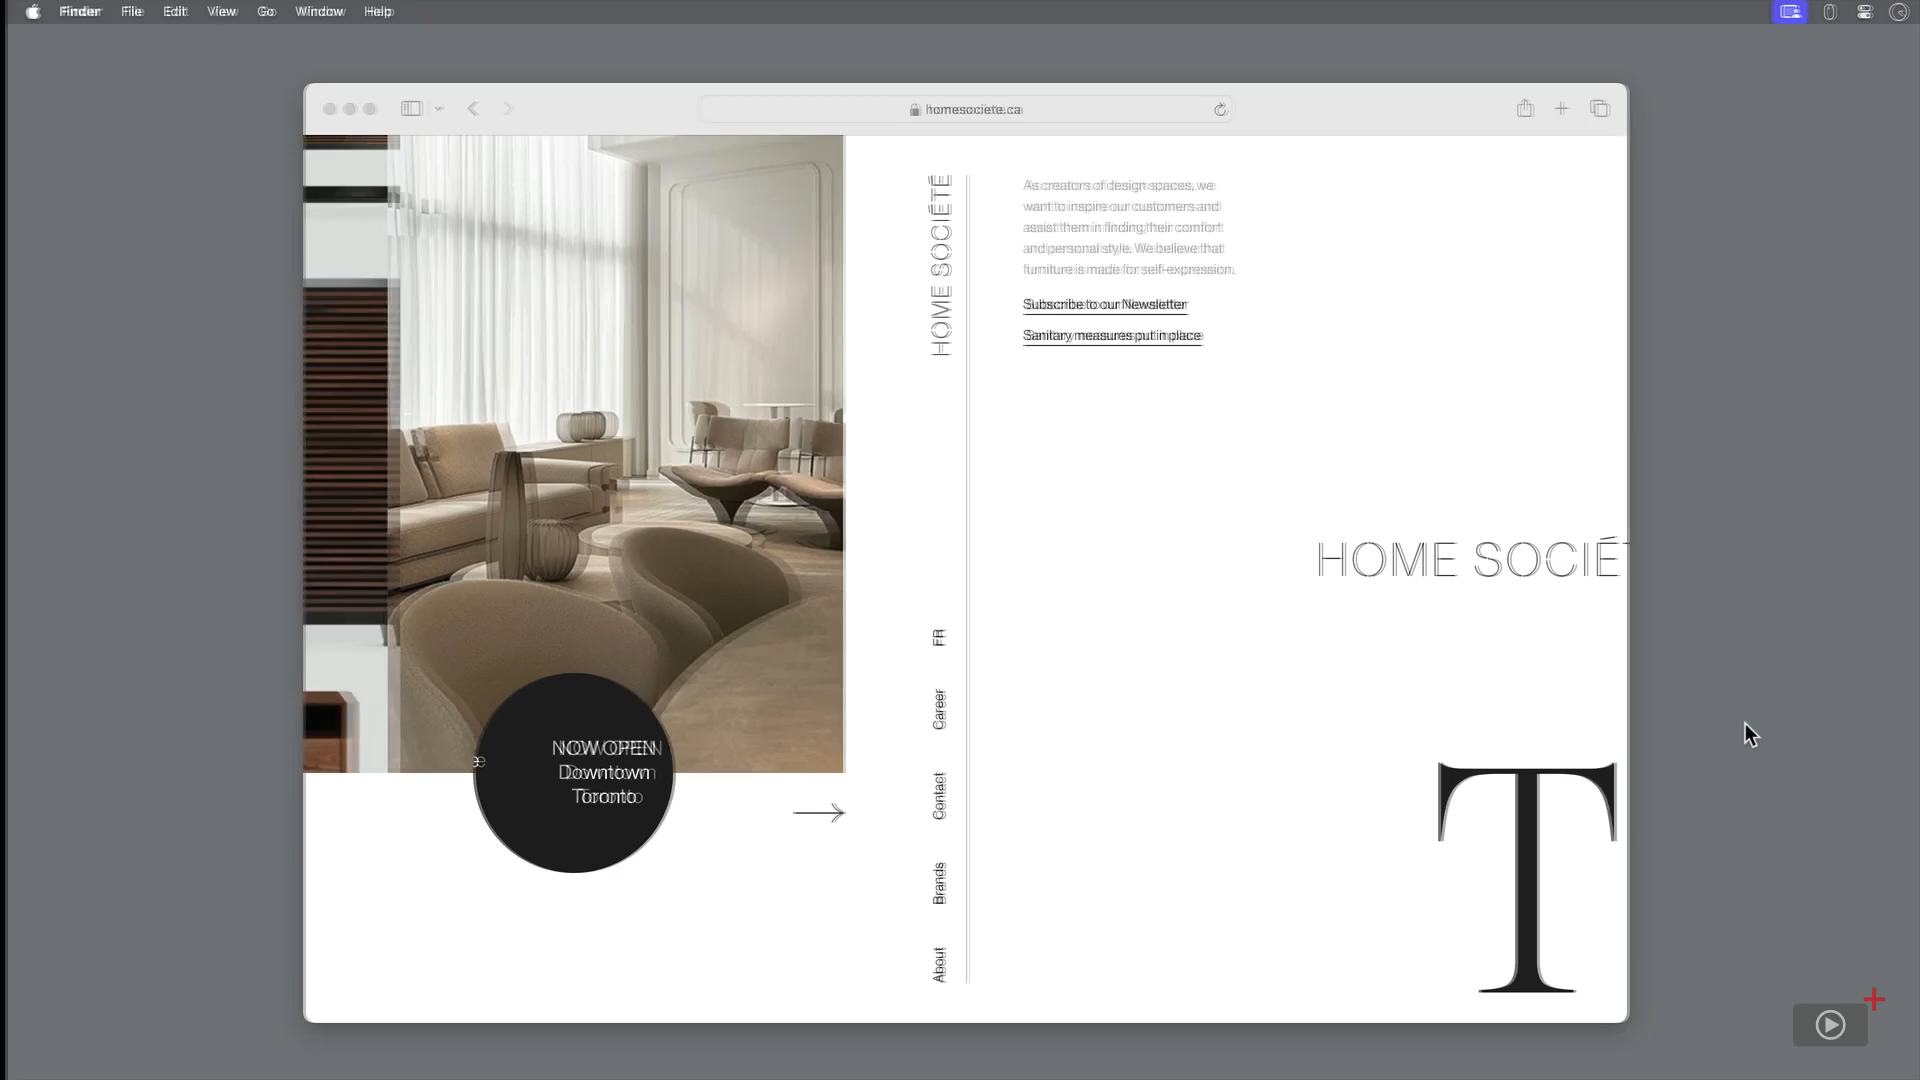 Finder File Edit View Go Window Help
homesociete.ca
HOME SOCIÉTÉ
As creators of design spaces, we
want to inspire our customers and
assist them in finding their comfort
and personal style. We believe that
furniture is made for self-expression.
Subscribe to our Newsletter
Sanitary measures put in place
HOME SOCIÉ
FR
Career
Contact
Brands
About
NOW OPEN
Downtown
Toronto
T